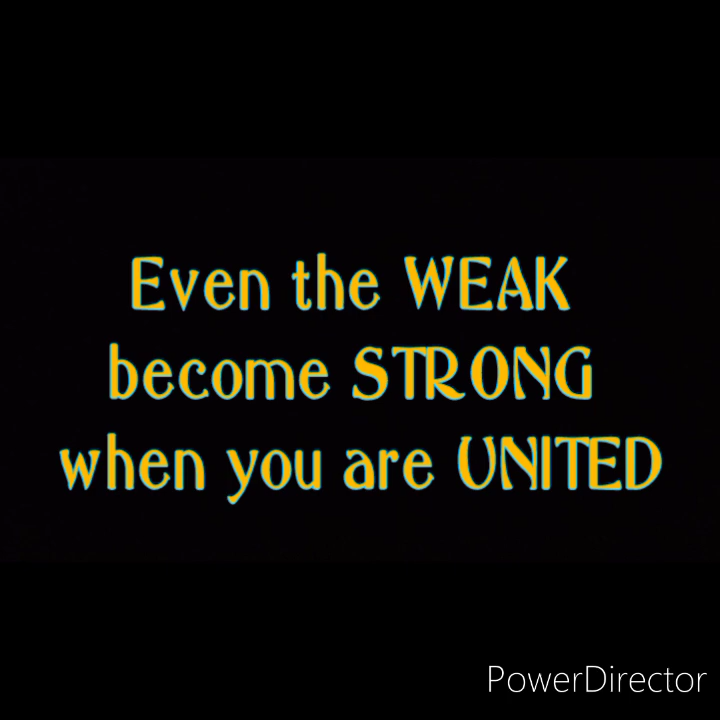 Even the WEAK
become STRONG
when you are UNITED
PowerDirector